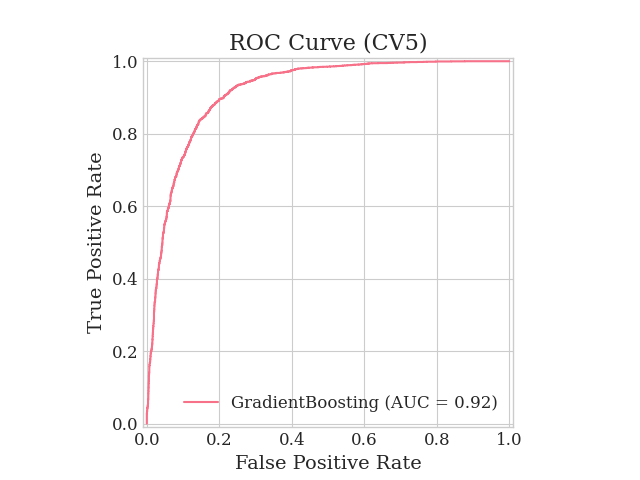 ROC Curve (CV5)
1.0
0.8
0.6
0.4
0.2
0.0
True Positive Rate
GradientBoosting (AUC = 0.92)
0.0 0.2 0.4 0.6 0.8 1.0
False Positive Rate